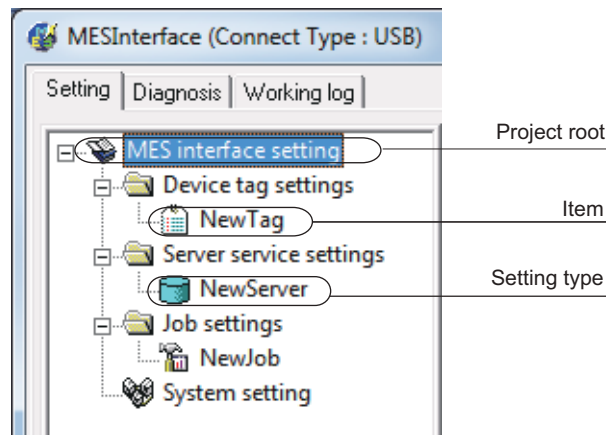 MESInterface (Connect Type : USB)
Setting Diagnosis Working log
MES interface setting
Project root
Device tag settings
NewTag
Item
Server service settings
NewServer
Setting type
Job settings
NewJob
System setting